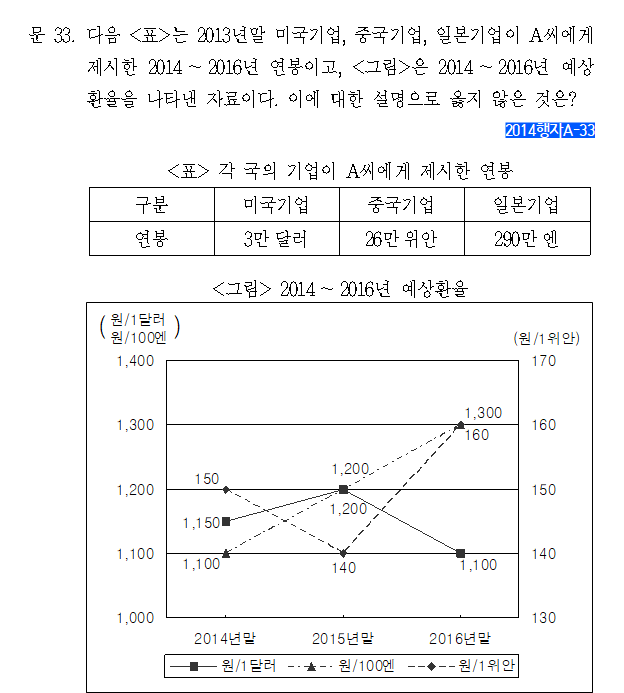 문 33. 다음 <표>는 2013년말 미국기업, 중국기업, 일본기업이 A씨에게
제시한 2014 ~ 2016년 연봉이고, <그림>은 2014 ~ 2016년 예상
환율을 나타낸 자료이다. 이에 대한 설명으로 옳지 않은 것은?
2014행자A-33
<표> 각 국의 기업이 A씨에게 제시한 연봉
구분 미국기업 중국기업 일본기업
연봉 3만 달러 26만 위안 290만 엔
<그림> 2014 ~ 2016년 예상환율
(원/1달러
원/100엔)
(원/1위안)
1,400 170
1,300 160
1,200 150
1,100 140
1,000 130
1,300
160
1,200
150
1,200
1,150
1,100
140
1,100
2014년말 2015년말 2016년말
원/1달러 원/100엔 원/1위안